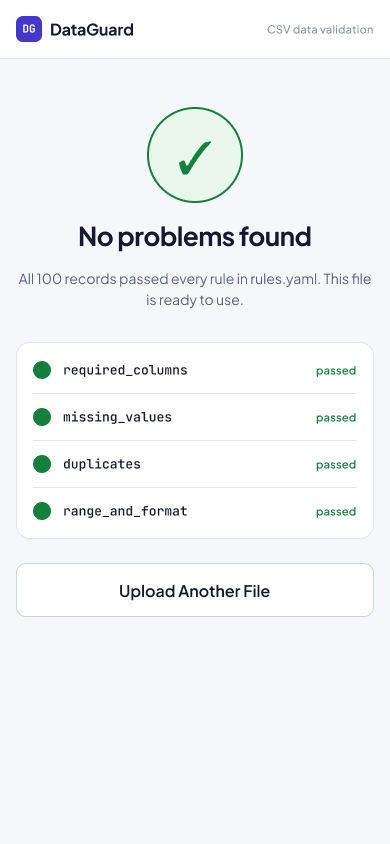 DG DataGuard CSV data validation
✓
No problems found
All 100 records passed every rule in rules.yaml. This file
is ready to use.
required_columns passed
missing_values passed
duplicates passed
range_and_format passed
Upload Another File